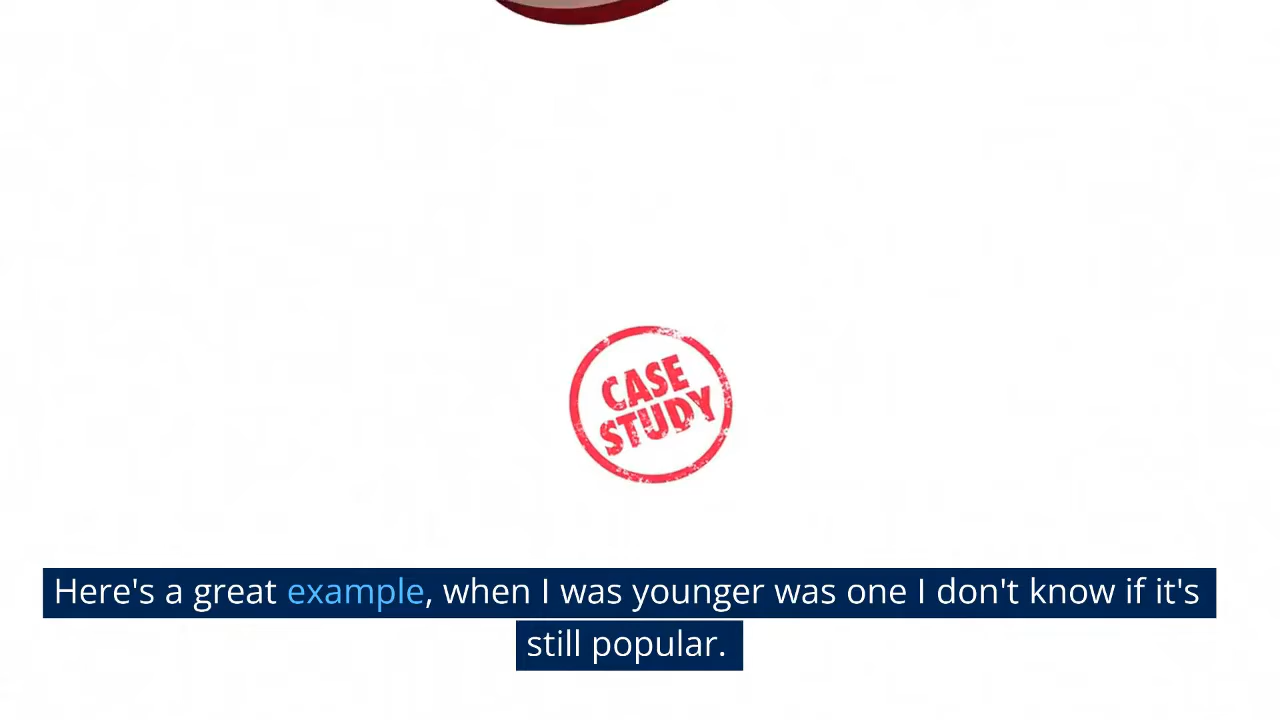 CASE
STUDY
Here's a great example, when I was younger was one I don't know if it's
still popular.